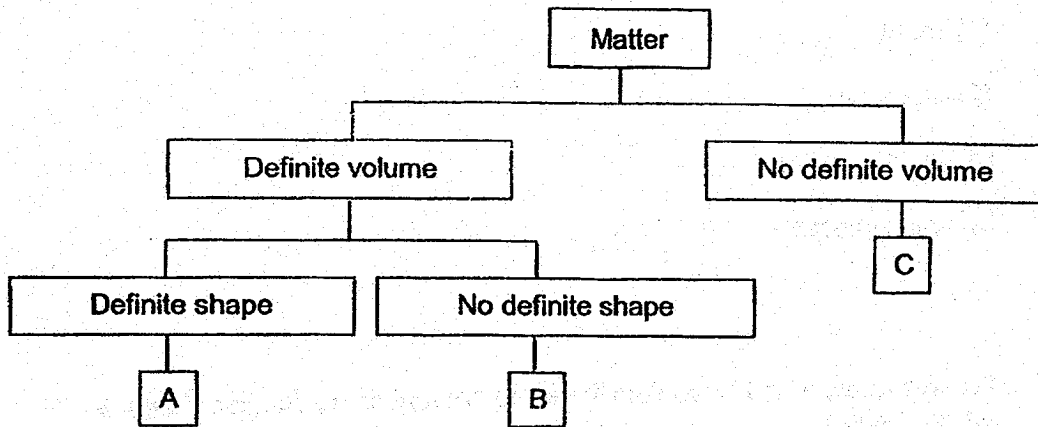 Matter
Definite volume
No definite volume
C
Definite shape
No definite shape
A
B